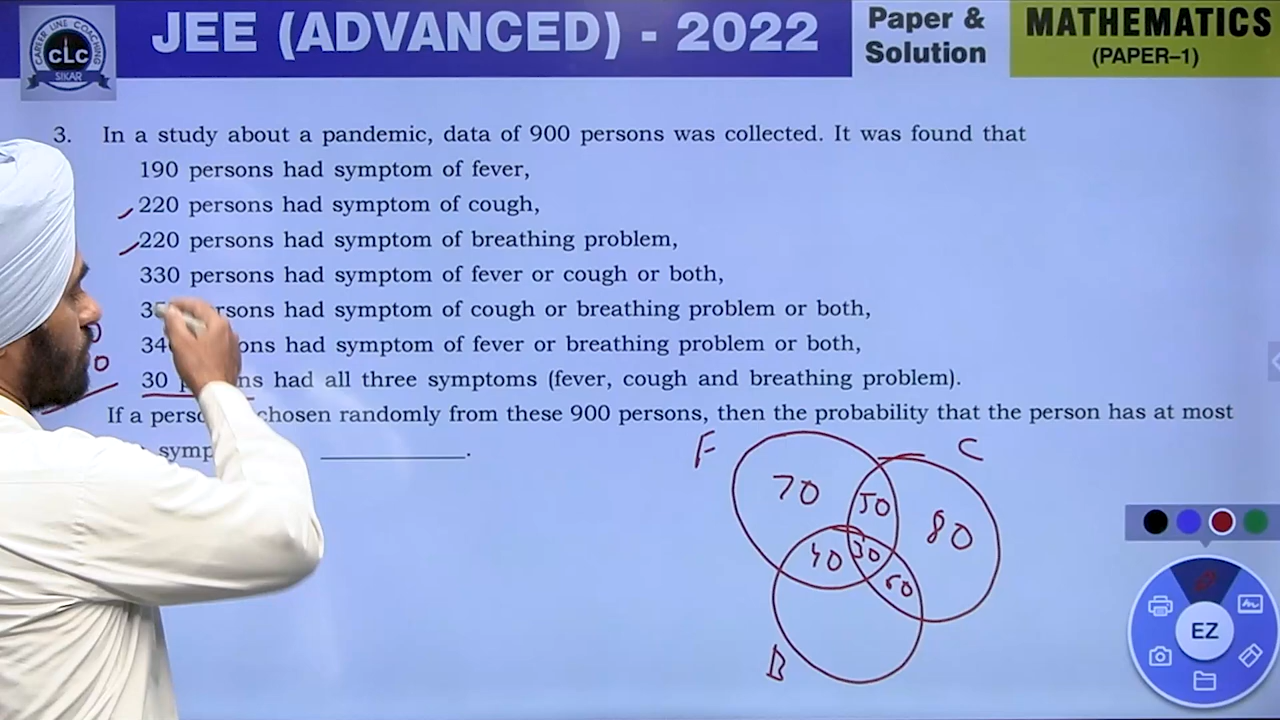 CAREER LINE COACHING
CLC
SIKAR
JEE (ADVANCED) - 2022
Paper &
Solution
MATHEMATICS
(PAPER–1)
3. In a study about a pandemic, data of 900 persons was collected. It was found that
190 persons had symptom of fever,
220 persons had symptom of cough,
220 persons had symptom of breathing problem,
330 persons had symptom of fever or cough or both,
had symptom of cough or breathing problem or both,
had symptom of fever or breathing problem or both,
30 had all three symptoms (fever, cough and breathing problem).
If a chosen randomly from these 900 persons, then the probability that the person has at most
F
C
70
50
80
40
30
60
B
EZ